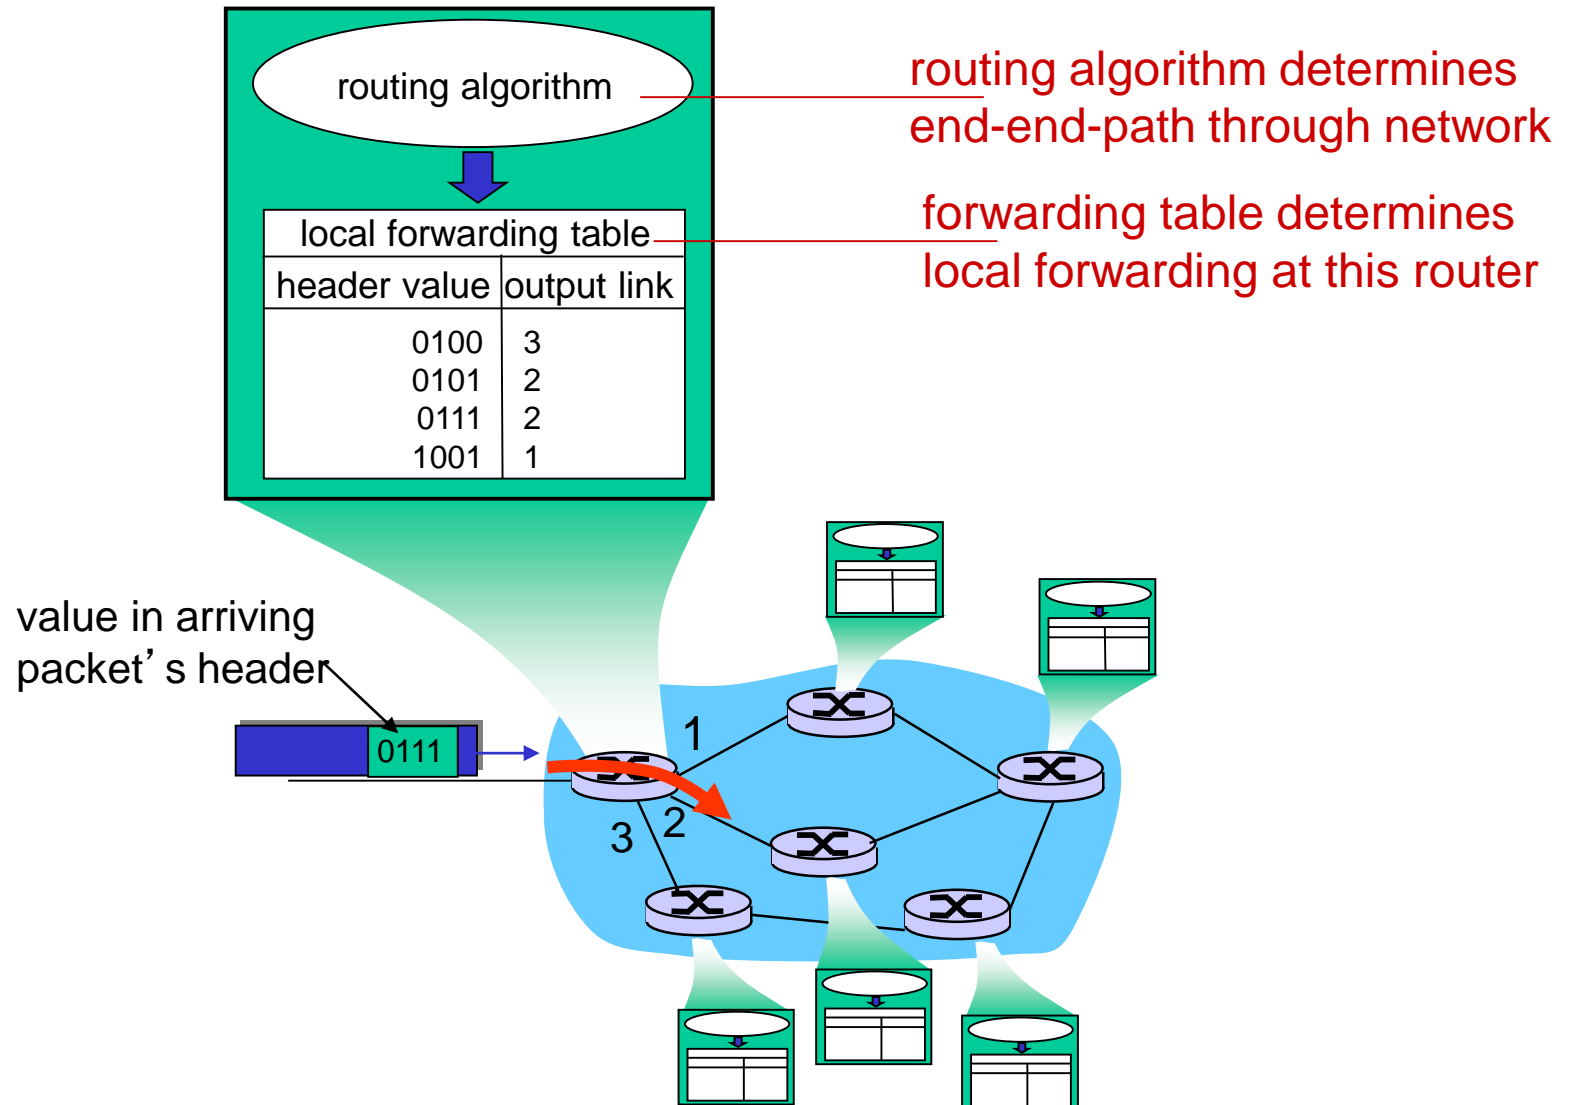 routing algorithm
routing algorithm determines
end-end-path through network
local forwarding table
forwarding table determines
local forwarding at this router
header value output link
0100 3
0101 2
0111 2
1001 1
value in arriving
packet’s header
0111
1
2
3